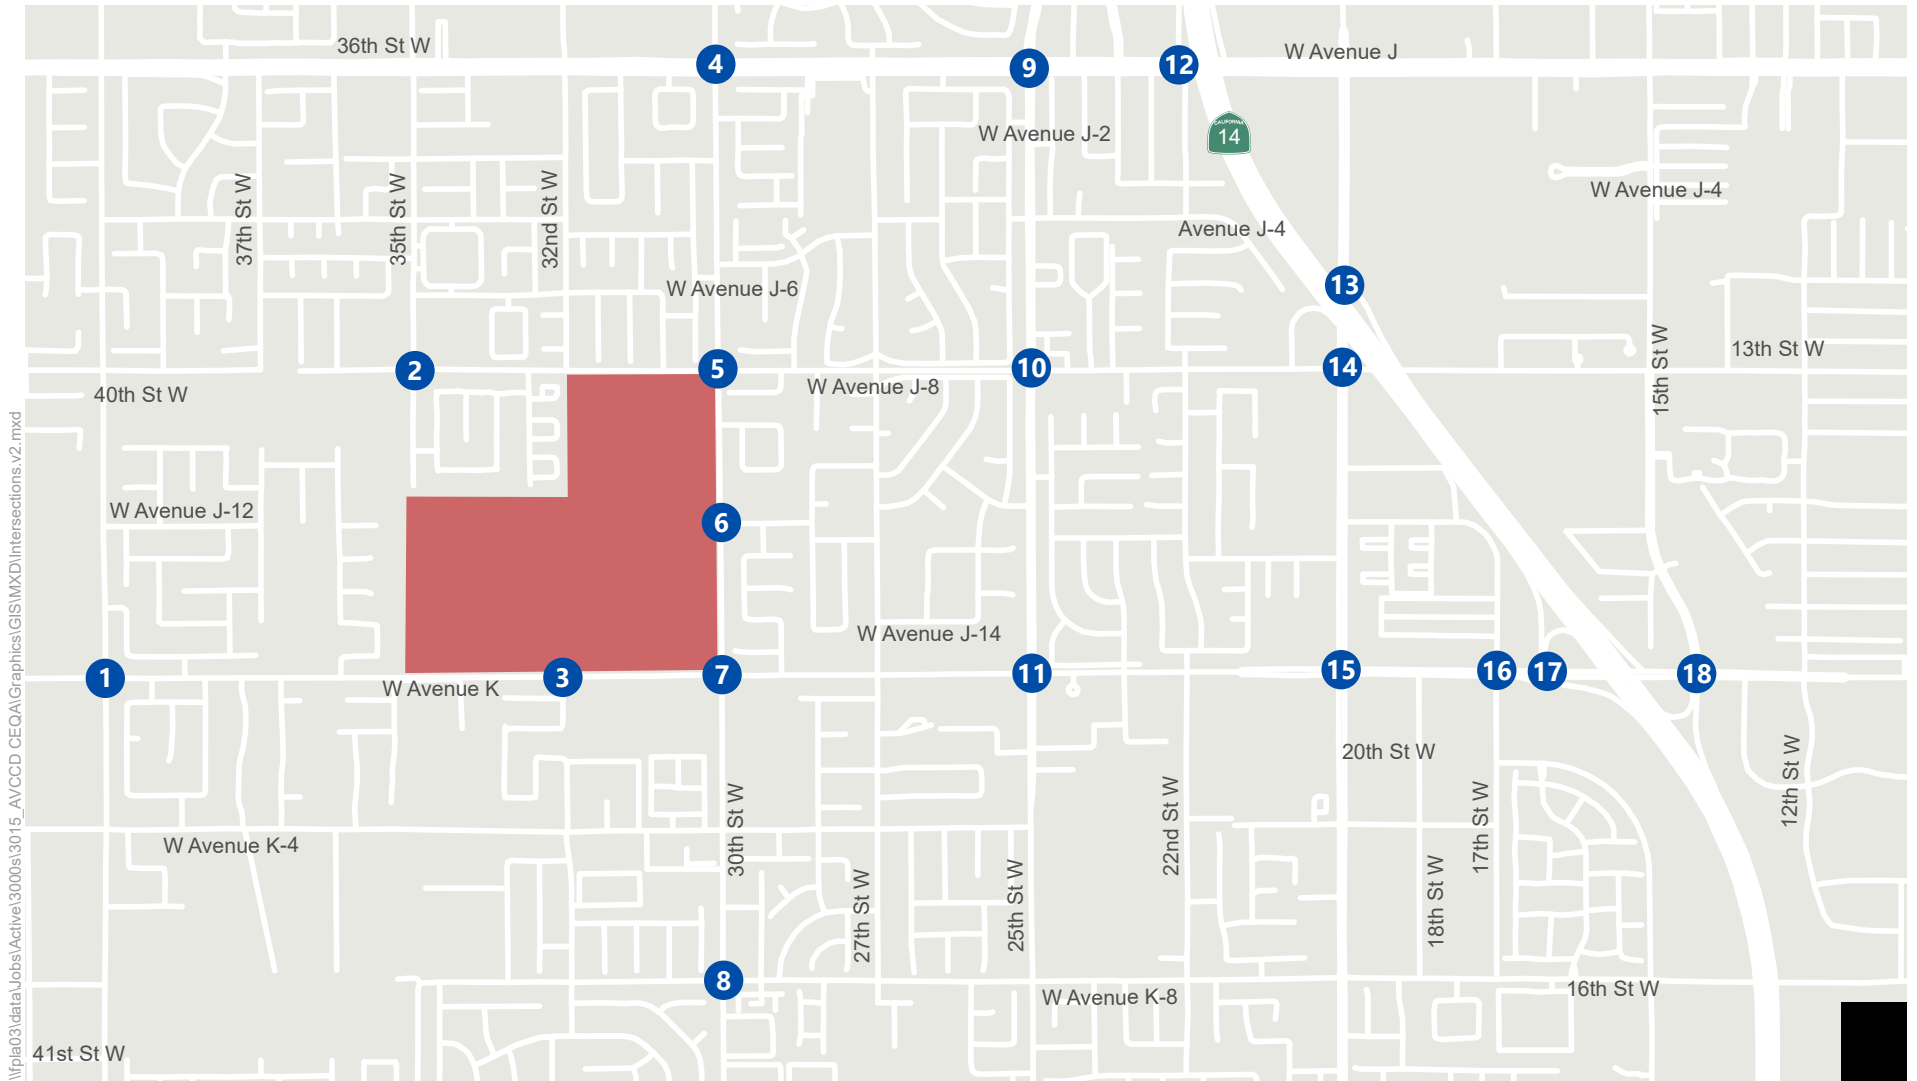 36th St W
4
9
12
W Avenue J
CALIFORNIA
14
W Avenue J-2
37th St W
35th St W
32nd St W
W Avenue J-4
Avenue J-4
W Avenue J-6
13
2
5
10
14
15th St W
13th St W
40th St W
W Avenue J-8
W Avenue J-12
6
W Avenue J-14
1
W Avenue K
3
7
11
15
16
17
18
20th St W
30th St W
22nd St W
17th St W
12th St W
W Avenue K-4
27th St W
25th St W
18th St W
8
W Avenue K-8
16th St W
41st St W
\\fpla03\data\Jobs\Active\3000s\3015_AVCCD CEQA\Graphics\GIS\MXD\Intersections.v2.mxd